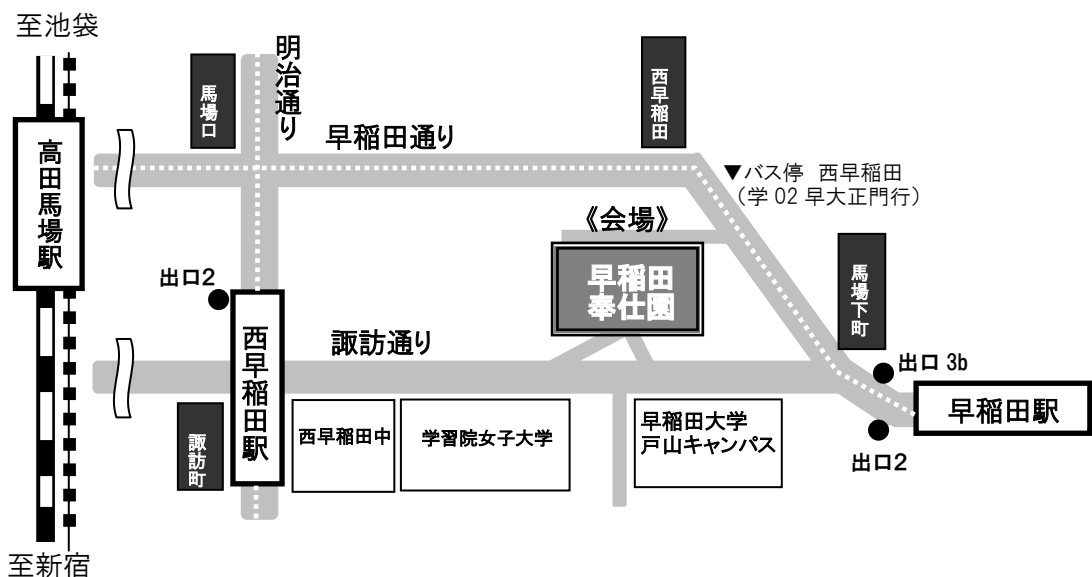 至池袋
明治通り
馬場口
西早稲田
早稲田通り
高田馬場駅
▼バス停 西早稲田
(学 02 早大正門行)
《会場》
早稲田
奉仕園
馬場下町
出口2
西早稲田駅
諏訪通り
出口 3b
早稲田駅
出口2
諏訪町
西早稲田中
学習院女子大学
早稲田大学
戸山キャンパス
至新宿